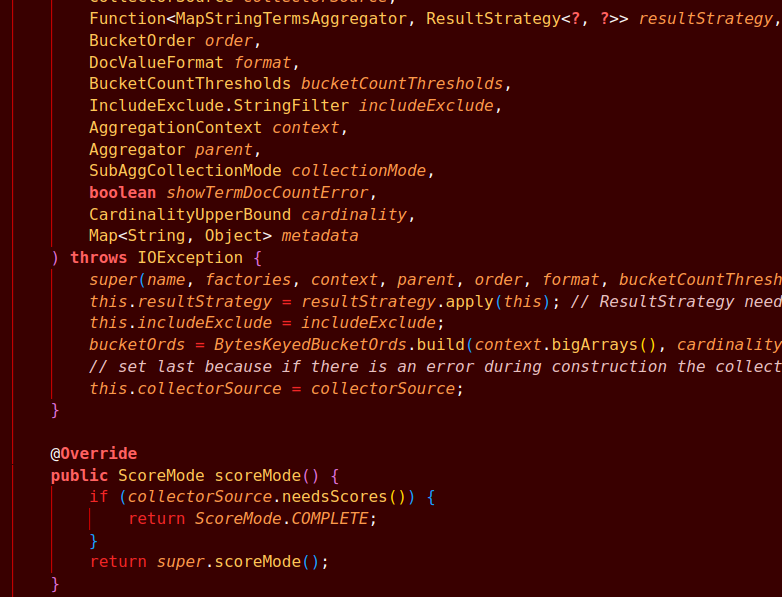 CollectorSource collectorSource,
Function<MapStringTermsAggregator, ResultStrategy<?, ?>> resultStrategy,
BucketOrder order,
DocValueFormat format,
BucketCountThresholds bucketCountThresholds,
IncludeExclude.StringFilter includeExclude,
AggregationContext context,
Aggregator parent,
SubAggCollectionMode collectionMode,
boolean showTermDocCountError,
CardinalityUpperBound cardinality,
Map<String, Object> metadata
) throws IOException {
super(name, factories, context, parent, order, format, bucketCountThresh
this.resultStrategy = resultStrategy.apply(this); // ResultStrategy need
this.includeExclude = includeExclude;
bucketOrds = BytesKeyedBucketOrds.build(context.bigArrays(), cardinality
// set last because if there is an error during construction the collect
this.collectorSource = collectorSource;
}
@Override
public ScoreMode scoreMode() {
if (collectorSource.needsScores()) {
return ScoreMode.COMPLETE;
}
return super.scoreMode();
}